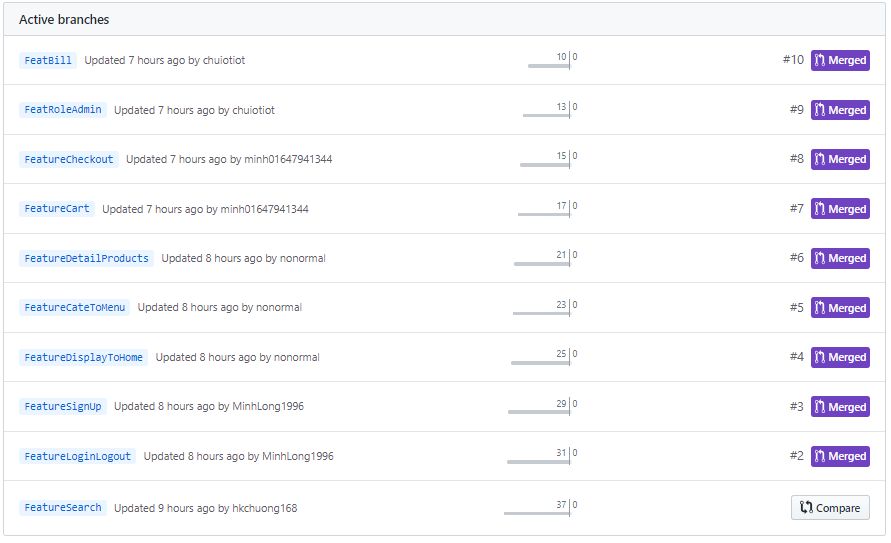 Active branches
FeatBill Updated 7 hours ago by chuiotiot 10 0 #10 Merged
FeatRoleAdmin Updated 7 hours ago by chuiotiot 13 0 #9 Merged
FeatureCheckout Updated 7 hours ago by minh01647941344 15 0 #8 Merged
FeatureCart Updated 7 hours ago by minh01647941344 17 0 #7 Merged
FeatureDetailProducts Updated 8 hours ago by nonormal 21 0 #6 Merged
FeatureCateToMenu Updated 8 hours ago by nonormal 23 0 #5 Merged
FeatureDisplayToHome Updated 8 hours ago by nonormal 25 0 #4 Merged
FeatureSignUp Updated 8 hours ago by MinhLong1996 29 0 #3 Merged
FeatureLoginLogout Updated 8 hours ago by MinhLong1996 31 0 #2 Merged
FeatureSearch Updated 9 hours ago by hkchuong168 37 0 Compare